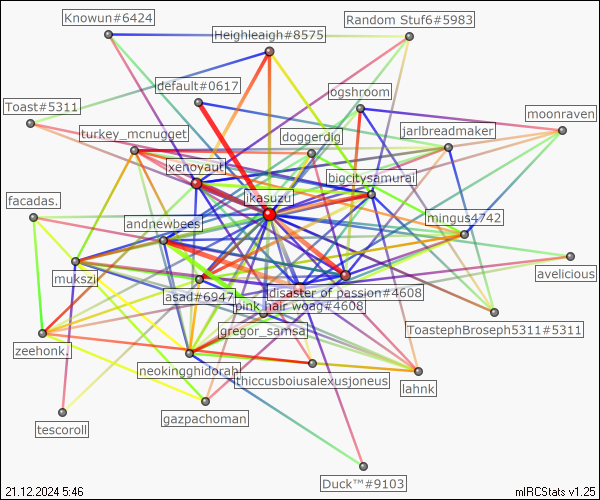 Knowun#6424
Random Stuf6#5983
Heighleaigh#8575
default#0617
ogshroom
Toast#5311
moonraven
turkey_mcnugget
doggerdig
jarlbreadmaker
xenoyaut
bigcitysamurai
ikasuzu
facadas.
andnewbees
mingus4742
mukszi
avelicious
asad#6947
disaster of passion#4608
pink hair woag#4608
gregor_samsa
ToastephBroseph5311#5311
zeehonk.
neokingghidorah
thiccusboiusalexusjoneus
lahnk
gazpachoman
tescoroll
Duck™#9103
21.12.2024 5:46
mIRCStats v1.25